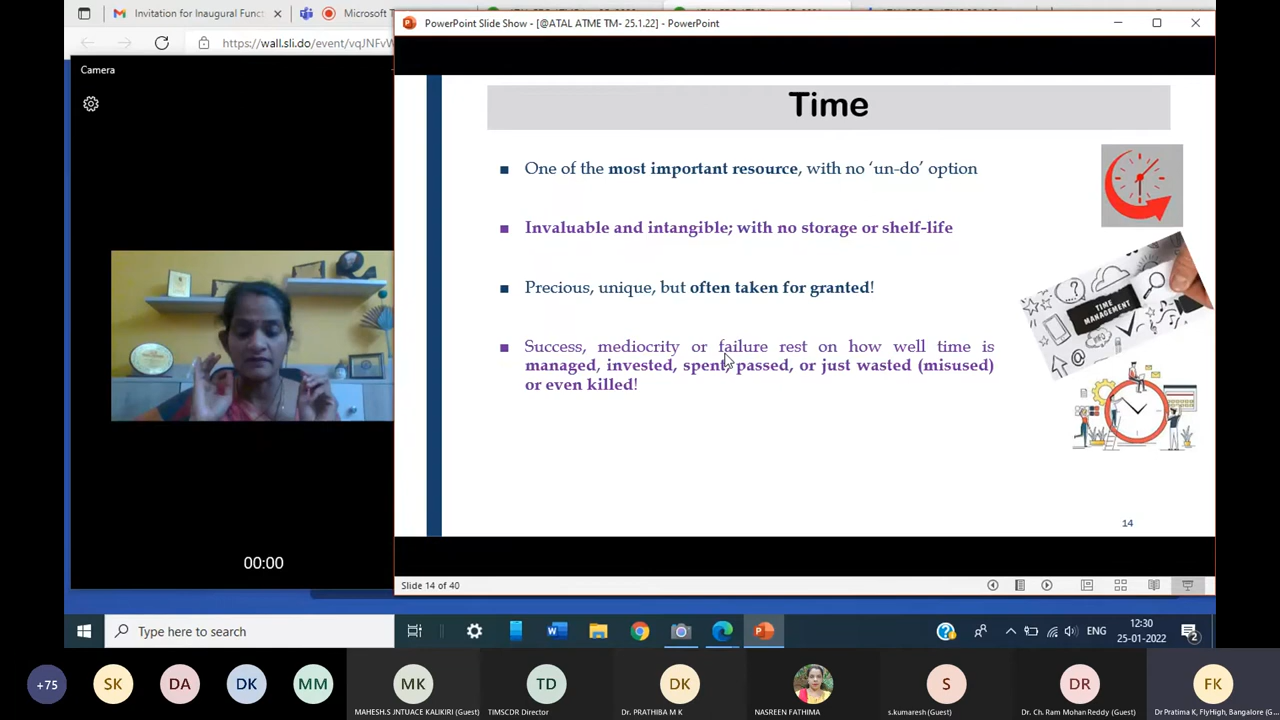 Invitation for Inaugural Funct
Microsoft T
PowerPoint Slide Show - [@ATAL ATME TM- 25.1.22] - PowerPoint
https://wall.sli.do/event/vqJNFvW
Camera
Time
One of the most important resource, with no ‘un-do’ option
Invaluable and intangible; with no storage or shelf-life
Precious, unique, but often taken for granted!
TIME
MANAGEMENT
Success, mediocrity or failure rest on how well time is
managed, invested, spent passed, or just wasted (misused)
or even killed!
14
00:00
Slide 14 of 40
Type here to search
ENG
12:30
25-01-2022
2
+75
SK
DA
DK
MM
MK
TD
DK
S
DR
FK
MAHESH.S JNTUACE KALIKIRI (Guest)
TIMSCDR Director
Dr. PRATHIBA M K
NASREEN FATHIMA
s.kumaresh (Guest)
Dr. Ch. Ram Mohan Reddy (Guest)
Dr Pratima K, FlyHigh, Bangalore (G...